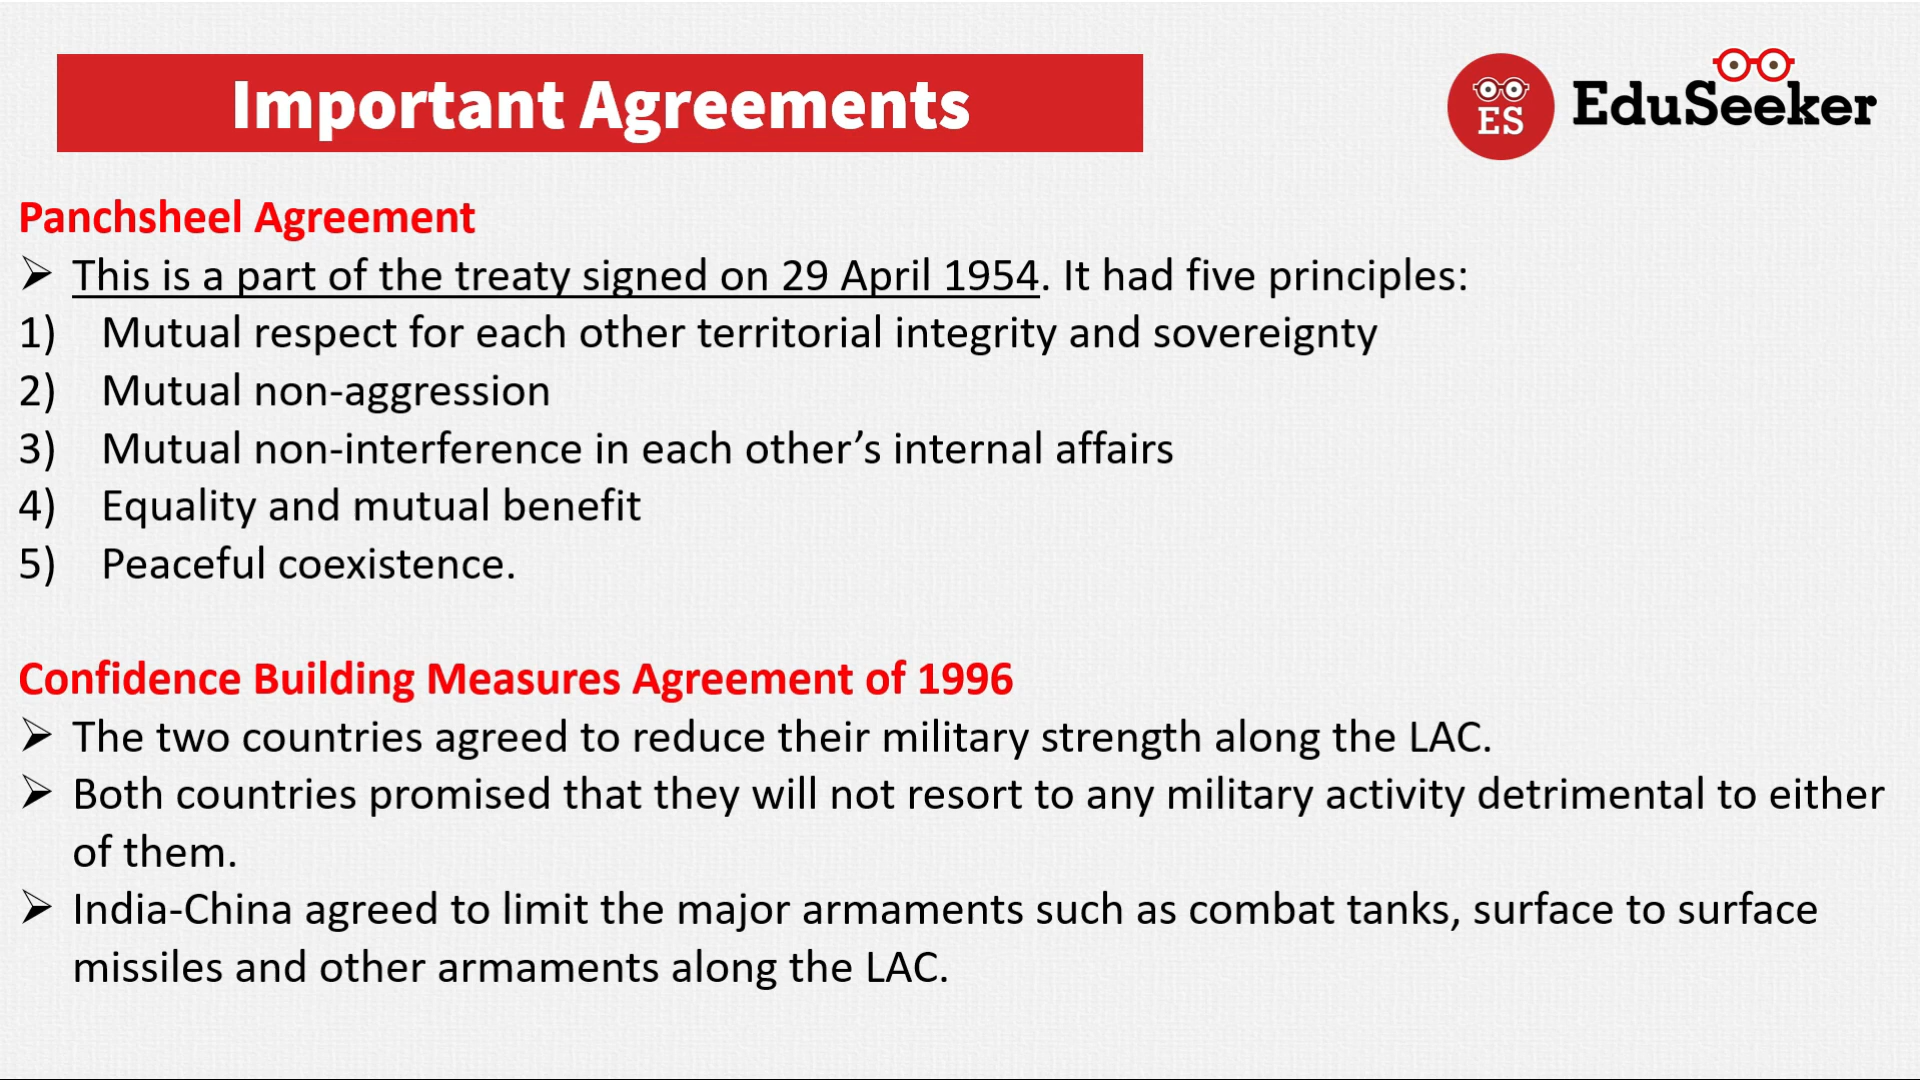 Important Agreements
ES
EduSeeker
Panchsheel Agreement
➢ This is a part of the treaty signed on 29 April 1954. It had five principles:
1) Mutual respect for each other territorial integrity and sovereignty
2) Mutual non-aggression
3) Mutual non-interference in each other’s internal affairs
4) Equality and mutual benefit
5) Peaceful coexistence.
Confidence Building Measures Agreement of 1996
➢ The two countries agreed to reduce their military strength along the LAC.
➢ Both countries promised that they will not resort to any military activity detrimental to either
of them.
➢ India-China agreed to limit the major armaments such as combat tanks, surface to surface
missiles and other armaments along the LAC.